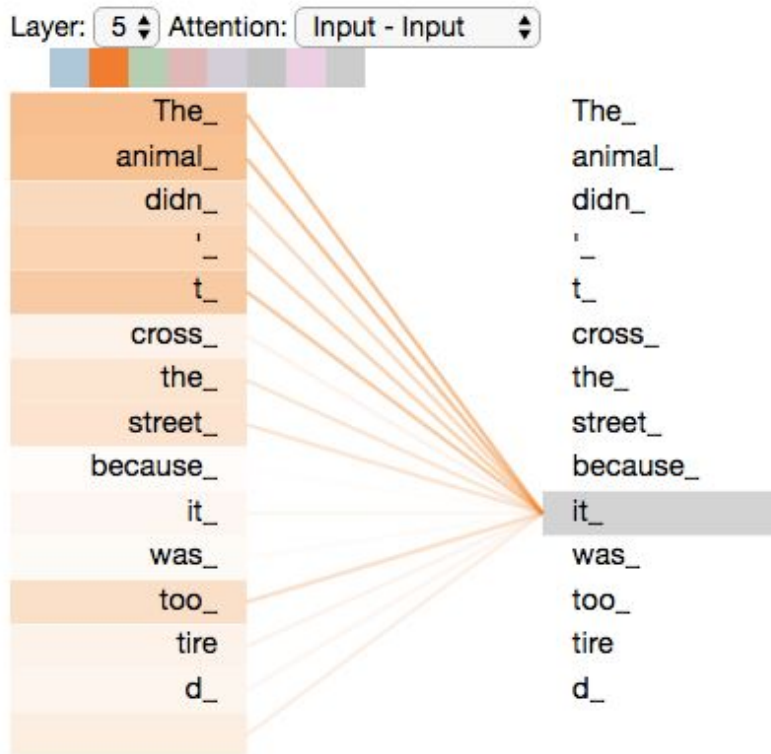 Layer: 5 Attention: Input - Input
The_ The_
animal_ animal_
didn_ didn_
'_ '_
t_ t_
cross_ cross_
the_ the_
street_ street_
because_ because_
it_ it_
was_ was_
too_ too_
tire tire
d_ d_